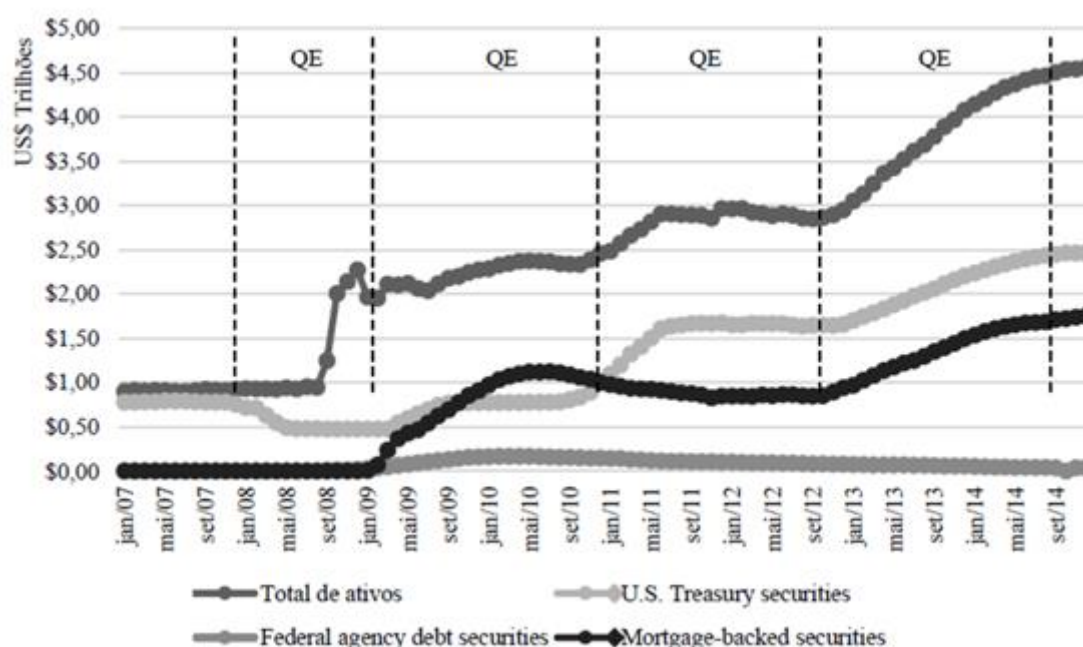 US$ Trilhões
$5,00
$4,50
$4,00
$3,50
$3,00
$2,50
$2,00
$1,50
$1,00
$0,50
$0,00
QE QE QE QE
jan/07 mai/07 set/07 jan/08 mai/08 set/08 jan/09 mai/09 set/09 jan/10 mai/10 set/10 jan/11 mai/11 set/11 jan/12 mai/12 set/12 jan/13 mai/13 set/13 jan/14 mai/14 set/14
Total de ativos U.S. Treasury securities
Federal agency debt securities Mortgage-backed securities